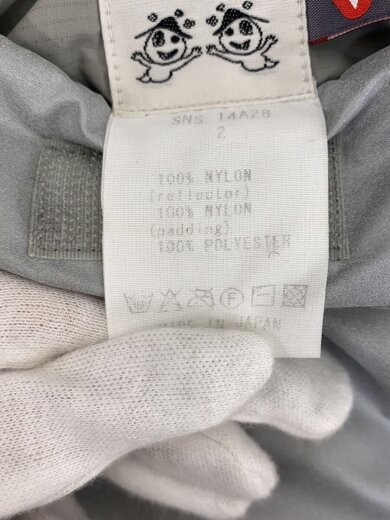 SNS 14A28
2
100% NYLON
(reflector)
100% NYLON
(padding)
100% POLYESTER
F
MADE IN JAPAN